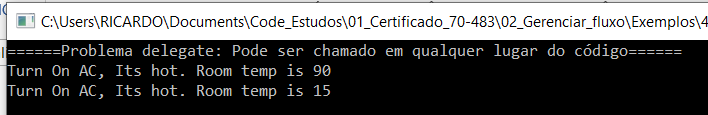 C:\Users\RICARDO\Documents\Code_Estudos\01_Certificado_70-483\02_Gerenciar_fluxo\Exemplos\4
======Problema delegate: Pode ser chamado em qualquer lugar do código======
Turn On AC, Its hot. Room temp is 90
Turn On AC, Its hot. Room temp is 15